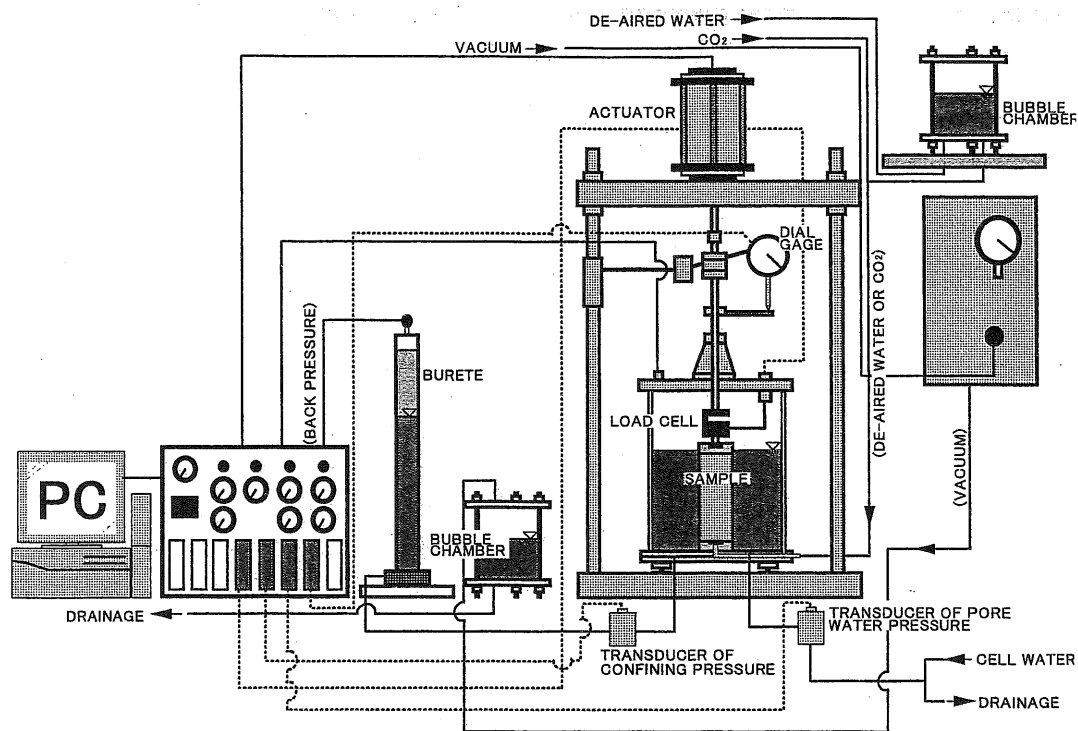 DE-AIRED WATER
CO₂
VACUUM
ACTUATOR
BUBBLE
CHAMBER
DIAL
GAGE
(BACK PRESSURE)
BURETE
(DE-AIRED WATER OR CO₂)
LOAD CELL
(VACUUM)
SAMPLE
PC
BUBBLE
CHAMBER
DRAINAGE
TRANSDUCER OF
CONFINING PRESSURE
TRANSDUCER OF PORE
WATER PRESSURE
CELL WATER
DRAINAGE